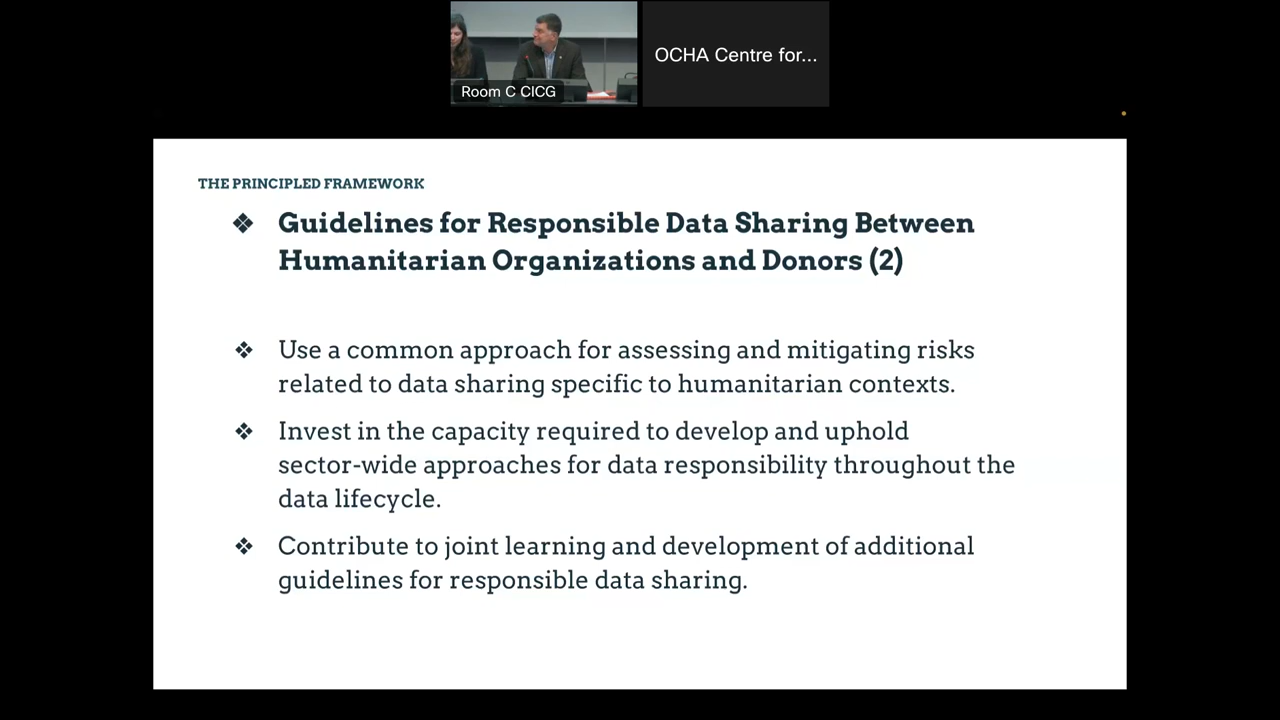 OCHA Centre for...
Room C CICG
THE PRINCIPLED FRAMEWORK
❖ Guidelines for Responsible Data Sharing Between
Humanitarian Organizations and Donors (2)
❖ Use a common approach for assessing and mitigating risks
related to data sharing specific to humanitarian contexts.
❖ Invest in the capacity required to develop and uphold
sector-wide approaches for data responsibility throughout the
data lifecycle.
❖ Contribute to joint learning and development of additional
guidelines for responsible data sharing.